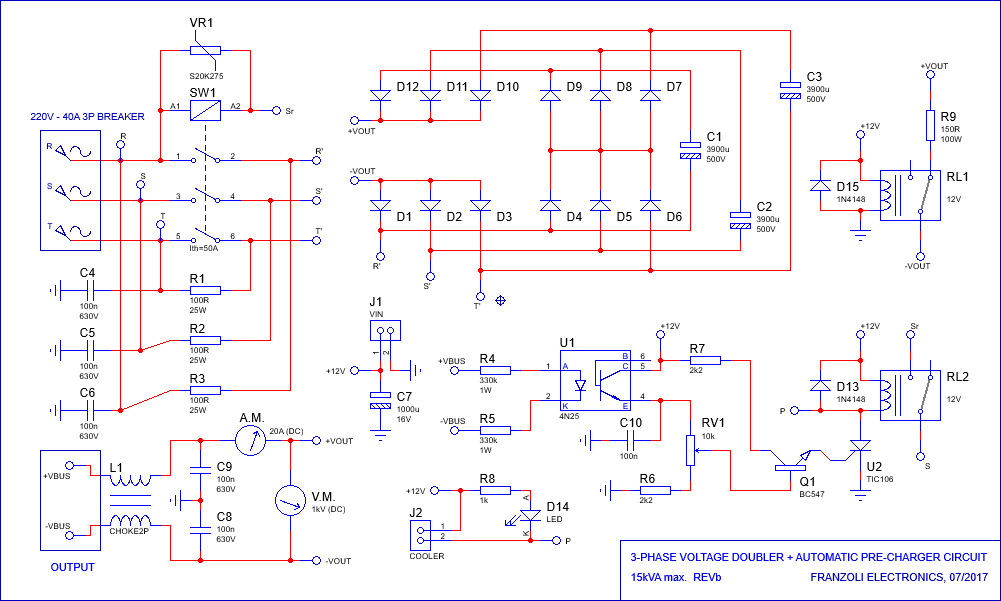 VR1
S20K275
SW1
A1 A2 Sr
220V - 40A 3P BREAKER
R R
S S
T T
1 2 R'
3 4 S'
5 6 T'
Ith=50A
C4
100n
630V
C5
100n
630V
C6
100n
630V
R1
100R
25W
R2
100R
25W
R3
100R
25W
D12 D11 D10 D9 D8 D7
+VOUT
-VOUT
D1 D2 D3 D4 D5 D6
R'
S'
T'
C1
3900u
500V
C2
3900u
500V
C3
3900u
500V
+VOUT
R9
150R
100W
+12V
D15
1N4148
RL1
12V
-VOUT
J1
VIN
1 2
+12V
C7
1000u
16V
U1
A B 6
C 5
K E 4
1
2
4N25
+VBUS
R4
330k
1W
-VBUS
R5
330k
1W
+12V
R7
2k2
C10
100n
RV1
10k
R6
2k2
Q1
BC547
U2
TIC106
+12V
Sr
D13
1N4148
P
RL2
12V
S
A.M.
20A (DC)
+VOUT
V.M.
1kV (DC)
-VOUT
+VBUS
-VBUS
L1
CHOKE2P
C9
100n
630V
C8
100n
630V
OUTPUT
+12V
R8
1k
J2
1
2
COOLER
A
D14
LED
K
P
3-PHASE VOLTAGE DOUBLER + AUTOMATIC PRE-CHARGER CIRCUIT
15kVA max. REVb FRANZOLI ELECTRONICS, 07/2017